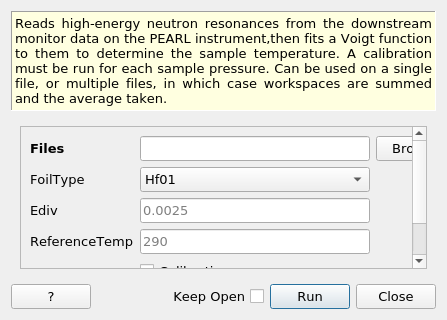 Reads high-energy neutron resonances from the downstream
monitor data on the PEARL instrument,then fits a Voigt function
to them to determine the sample temperature. A calibration
must be run for each sample pressure. Can be used on a single
file, or multiple files, in which case workspaces are summed
and the average taken.
Files
Bro
FoilType Hf01
Ediv 0.0025
ReferenceTemp 290
? Keep Open Run Close